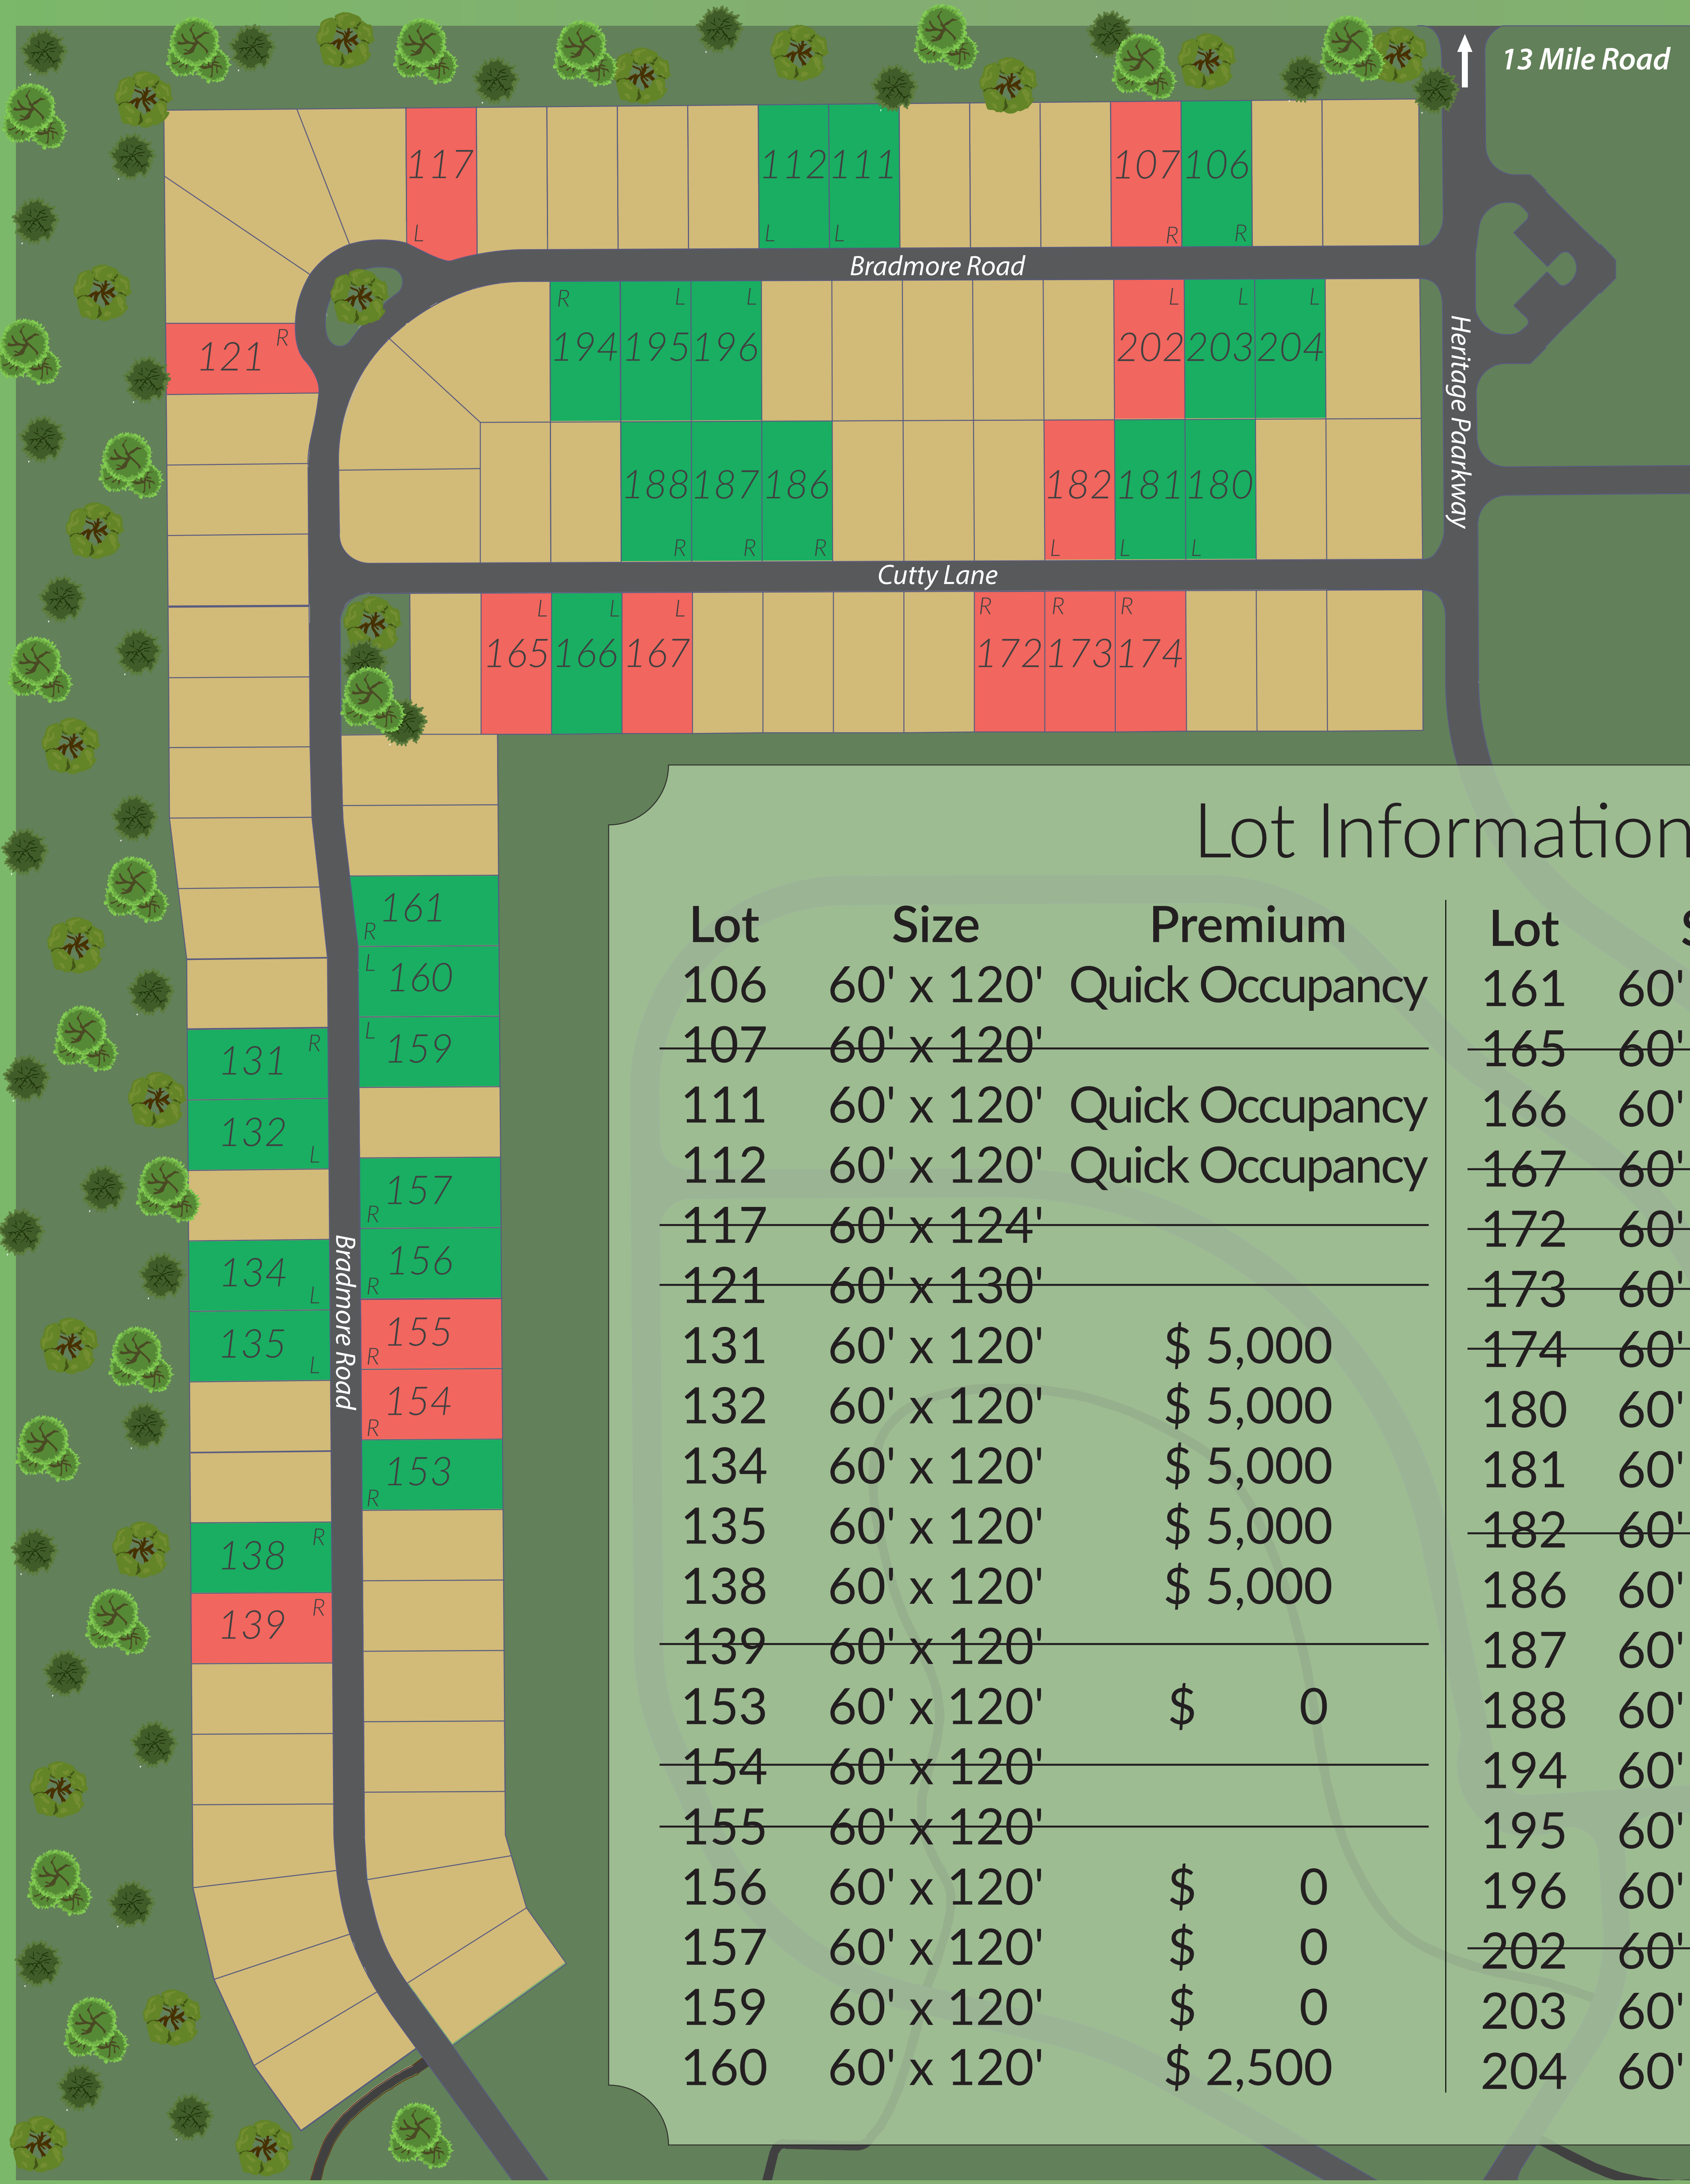 13 Mile Road
117
L
112
L
111
L
107
R
106
R
Bradmore Road
Heritage Paarkway
121 R
R
194
L
195
L
196
L
202
L
203
L
204
188
R
187
R
186
R
182
L
181
L
180
L
Cutty Lane
L
165
L
166
L
167
R
172
R
173
R
174
161
R
L
160
L
159
131 R
132
L
157
R
134
L
156
R
135
L
155
R
154
R
153
R
138 R
139 R
Bradmore Road
Lot Information
Lot Size Premium
106 60' x 120' Quick Occupancy
107 60' x 120'
111 60' x 120' Quick Occupancy
112 60' x 120' Quick Occupancy
117 60' x 124'
121 60' x 130'
131 60' x 120' $ 5,000
132 60' x 120' $ 5,000
134 60' x 120' $ 5,000
135 60' x 120' $ 5,000
138 60' x 120' $ 5,000
139 60' x 120'
153 60' x 120' $ 0
154 60' x 120'
155 60' x 120'
156 60' x 120' $ 0
157 60' x 120' $ 0
159 60' x 120' $ 0
160 60' x 120' $ 2,500
Lot
161 60'
165 60'
166 60'
167 60'
172 60'
173 60'
174 60'
180 60'
181 60'
182 60'
186 60'
187 60'
188 60'
194 60'
195 60'
196 60'
202 60'
203 60'
204 60'